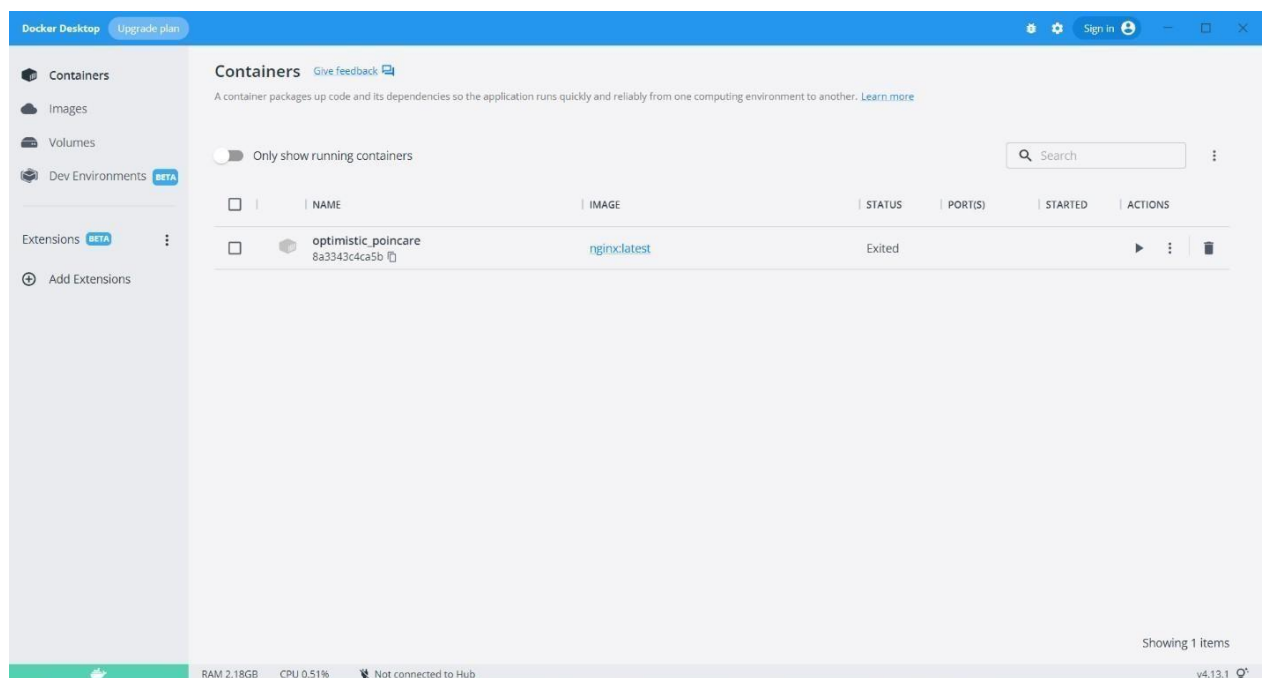 Docker Desktop Upgrade plan Sign in
Containers
Images
Volumes
Dev Environments BETA
Extensions BETA
Add Extensions
Containers Give feedback
A container packages up code and its dependencies so the application runs quickly and reliably from one computing environment to another. Learn more
Only show running containers Search
NAME IMAGE STATUS PORT(S) STARTED ACTIONS
optimistic_poincare nginx:latest Exited
8a3343c4ca5b
Showing 1 items
RAM 2.18GB CPU 0.51% Not connected to Hub v4.13.1